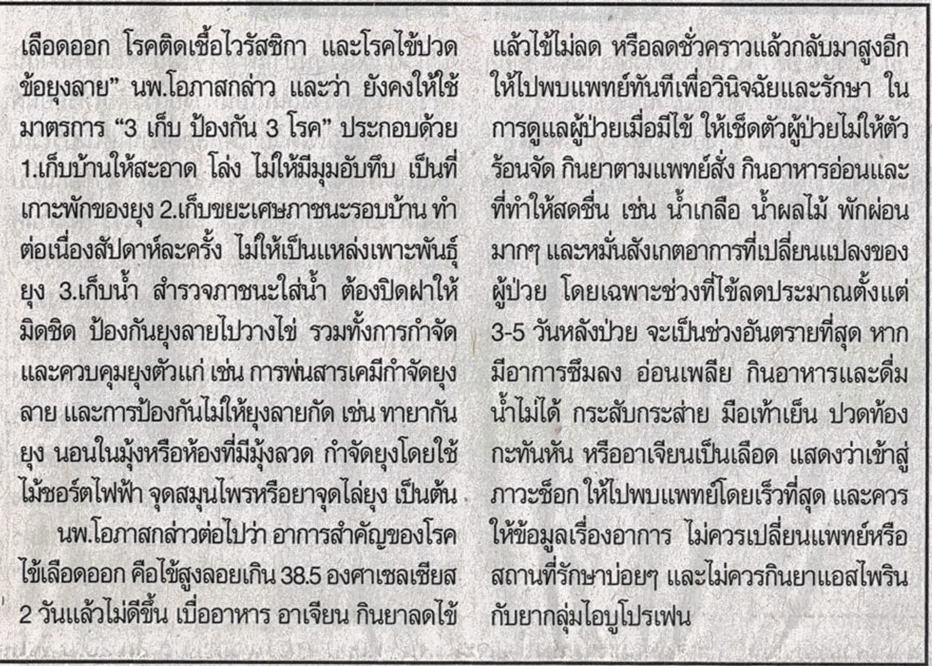 เลือดออก โรคติดเชื้อไวรัสซิกา และโรคไข้ปวด
ข้อยุงลาย” นพ.โอภาสกล่าว และว่า ยังคงให้ใช้
มาตรการ “3 เก็บ ป้องกัน 3 โรค” ประกอบด้วย
1.เก็บบ้านให้สะอาด โล่ง ไม่ให้มีมุมอับทึบ เป็นที่
เกาะพักของยุง 2.เก็บขยะเศษภาชนะรอบบ้าน ทำ
ต่อเนื่องสัปดาห์ละครั้ง ไม่ให้เป็นแหล่งเพาะพันธุ์
ยุง 3.เก็บน้ำ สำรวจภาชนะใส่น้ำ ต้องปิดฝาให้
มิดชิด ป้องกันยุงลายไปวางไข่ รวมทั้งการกำจัด
และควบคุมยุงตัวแก่ เช่น การพ่นสารเคมีกำจัดยุง
ลาย และการป้องกันไม่ให้ยุงลายกัด เช่น ทายากัน
ยุง นอนในมุ้งหรือห้องที่มีมุ้งลวด กำจัดยุงโดยใช้
ไม้ชอร์ตไฟฟ้า จุดสมุนไพรหรือยาจุดไล่ยุง เป็นต้น
นพ.โอภาสกล่าวต่อไปว่า อาการสำคัญของโรค
ไข้เลือดออก คือไข้สูงลอยเกิน 38.5 องศาเซลเซียส
2 วันแล้วไม่ดีขึ้น เบื่ออาหาร อาเจียน กินยาลดไข้
แล้วไข้ไม่ลด หรือลดชั่วคราวแล้วกลับมาสูงอีก
ให้ไปพบแพทย์ทันทีเพื่อวินิจฉัยและรักษา ใน
การดูแลผู้ป่วยเมื่อมีไข้ ให้เช็ดตัวผู้ป่วยไม่ให้ตัว
ร้อนจัด กินยาตามแพทย์สั่ง กินอาหารอ่อนและ
ที่ทำให้สดชื่น เช่น น้ำเกลือ น้ำผลไม้ พักผ่อน
มากๆ และหมั่นสังเกตอาการที่เปลี่ยนแปลงของ
ผู้ป่วย โดยเฉพาะช่วงที่ไข้ลดประมาณตั้งแต่
3-5 วันหลังป่วย จะเป็นช่วงอันตรายที่สุด หาก
มีอาการซึมลง อ่อนเพลีย กินอาหารและดื่ม
น้ำไม่ได้ กระสับกระส่าย มือเท้าเย็น ปวดท้อง
กะทันหัน หรืออาเจียนเป็นเลือด แสดงว่าเข้าสู่
ภาวะช็อก ให้ไปพบแพทย์โดยเร็วที่สุด และควร
ให้ข้อมูลเรื่องอาการ ไม่ควรเปลี่ยนแพทย์หรือ
สถานที่รักษาบ่อยๆ และไม่ควรกินยาแอสไพริน
กับยากลุ่มไอบูโปรเฟน